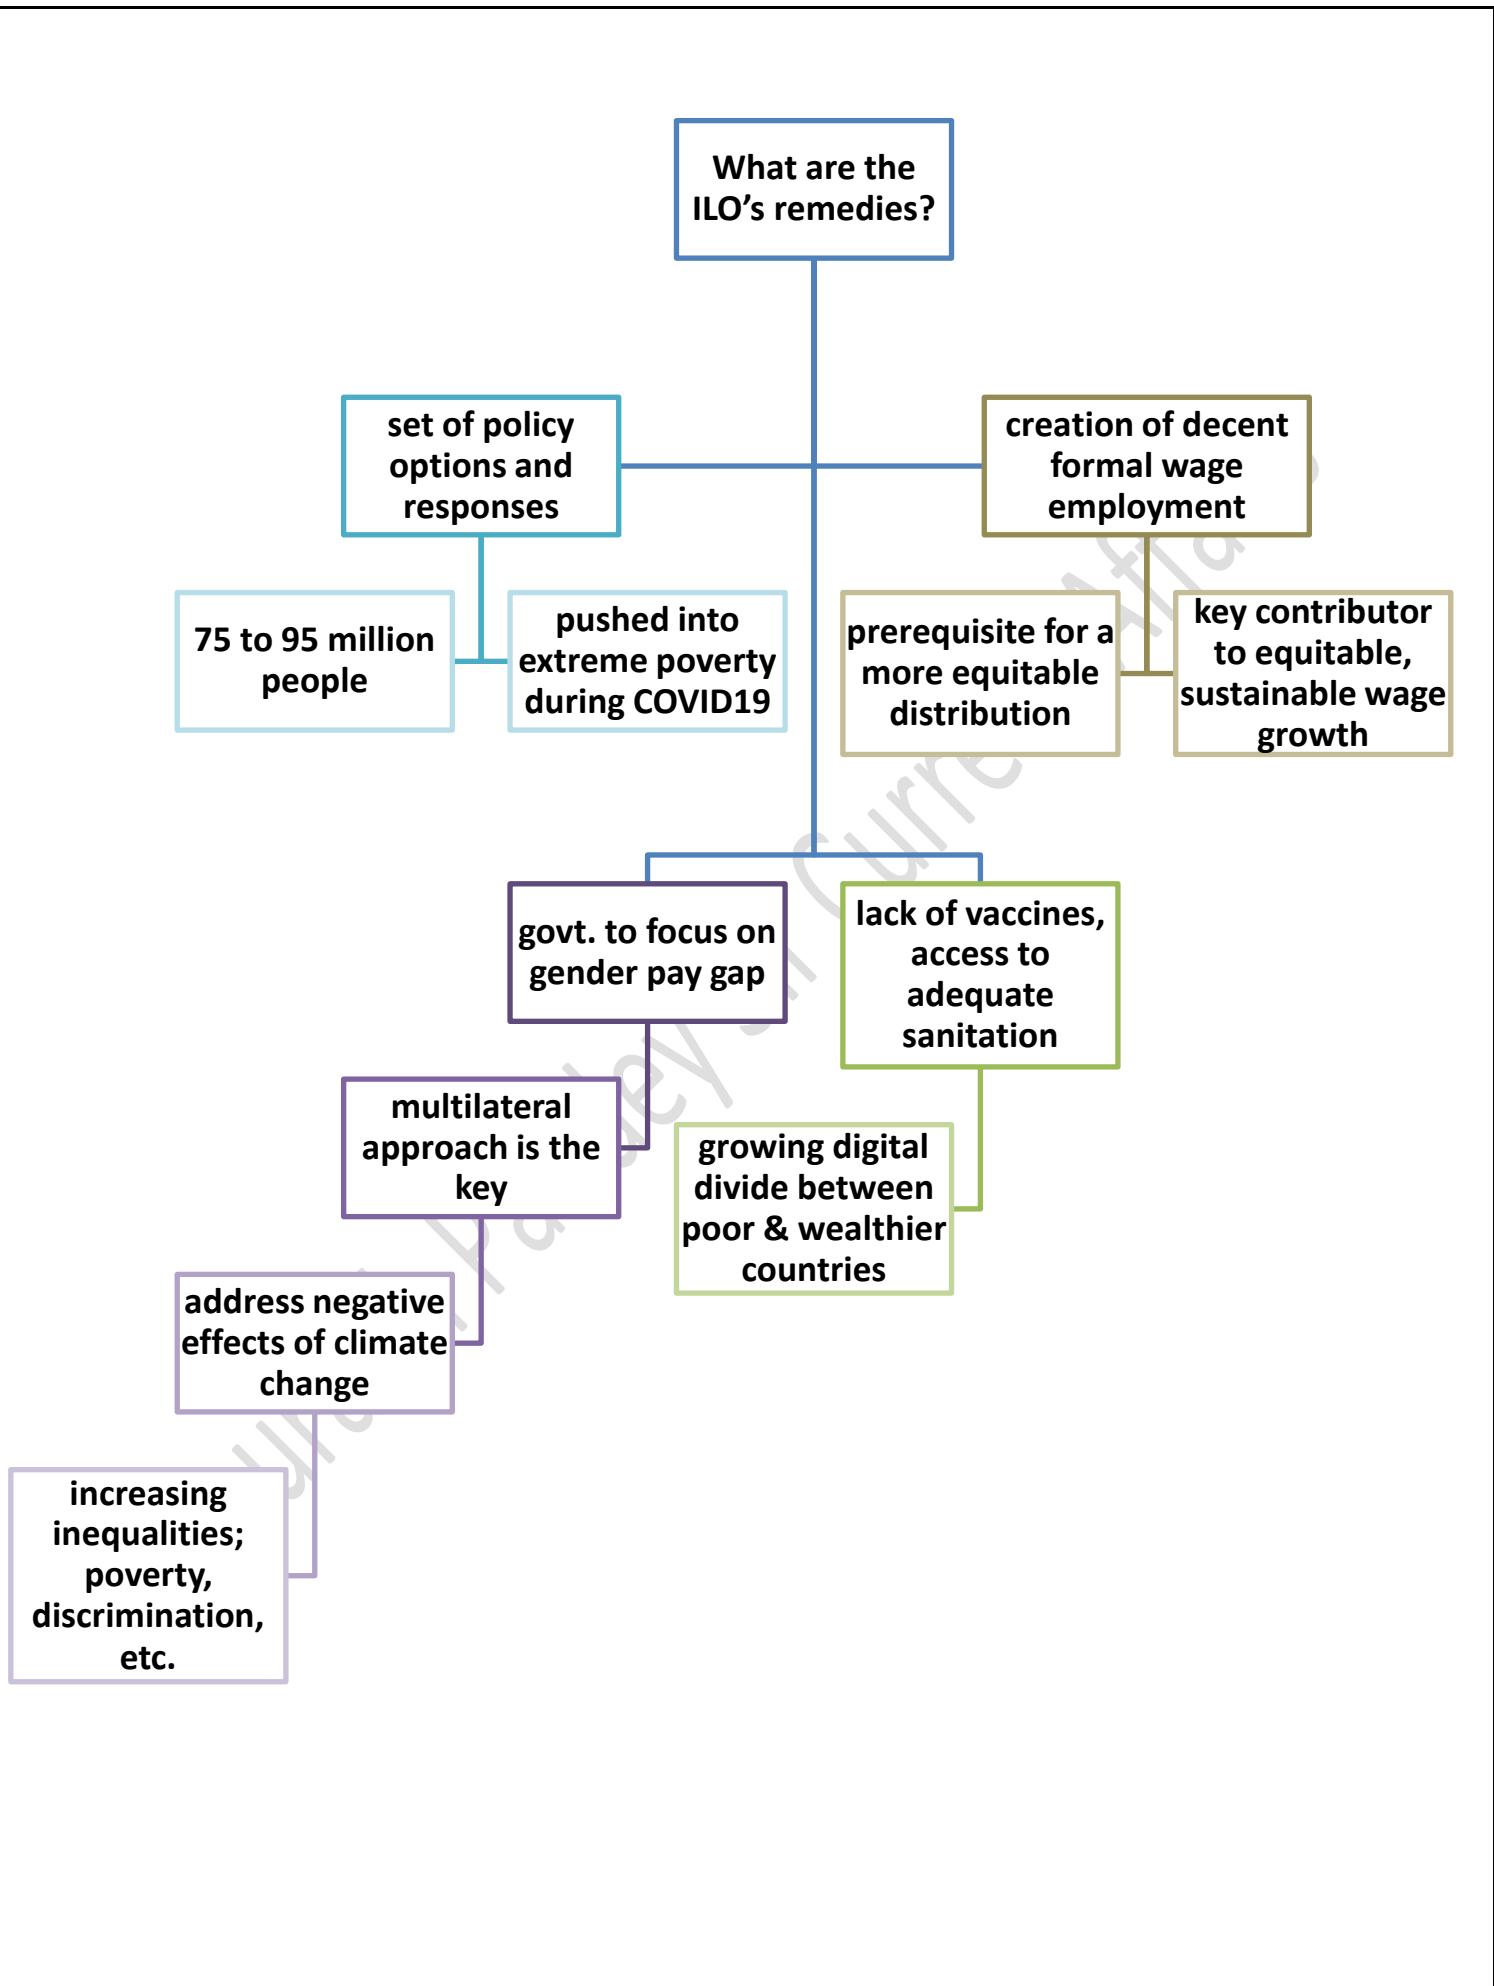 What are the
ILO’s remedies?
set of policy
options and
responses
creation of decent
formal wage
employment
75 to 95 million
people
pushed into
extreme poverty
during COVID19
prerequisite for a
more equitable
distribution
key contributor
to equitable,
sustainable wage
growth
govt. to focus on
gender pay gap
lack of vaccines,
access to
adequate
sanitation
multilateral
approach is the
key
growing digital
divide between
poor & wealthier
countries
address negative
effects of climate
change
increasing
inequalities;
poverty,
discrimination,
etc.